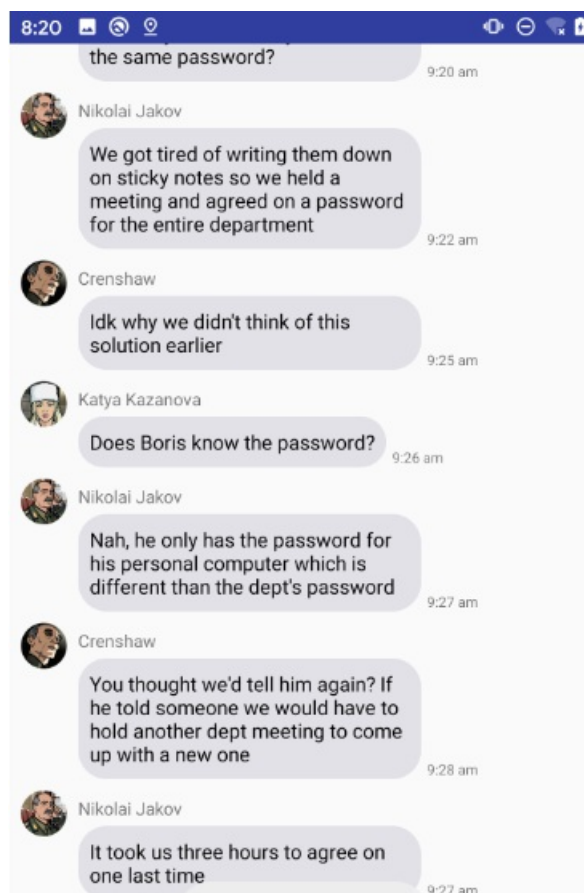 8:20
the same password?
9:20 am
Nikolai Jakov
We got tired of writing them down
on sticky notes so we held a
meeting and agreed on a password
for the entire department
9:22 am
Crenshaw
Idk why we didn't think of this
solution earlier
9:25 am
Katya Kazanova
Does Boris know the password?
9:26 am
Nikolai Jakov
Nah, he only has the password for
his personal computer which is
different than the dept's password
9:27 am
Crenshaw
You thought we'd tell him again? If
he told someone we would have to
hold another dept meeting to come
up with a new one
9:28 am
Nikolai Jakov
It took us three hours to agree on
one last time
9:27 am